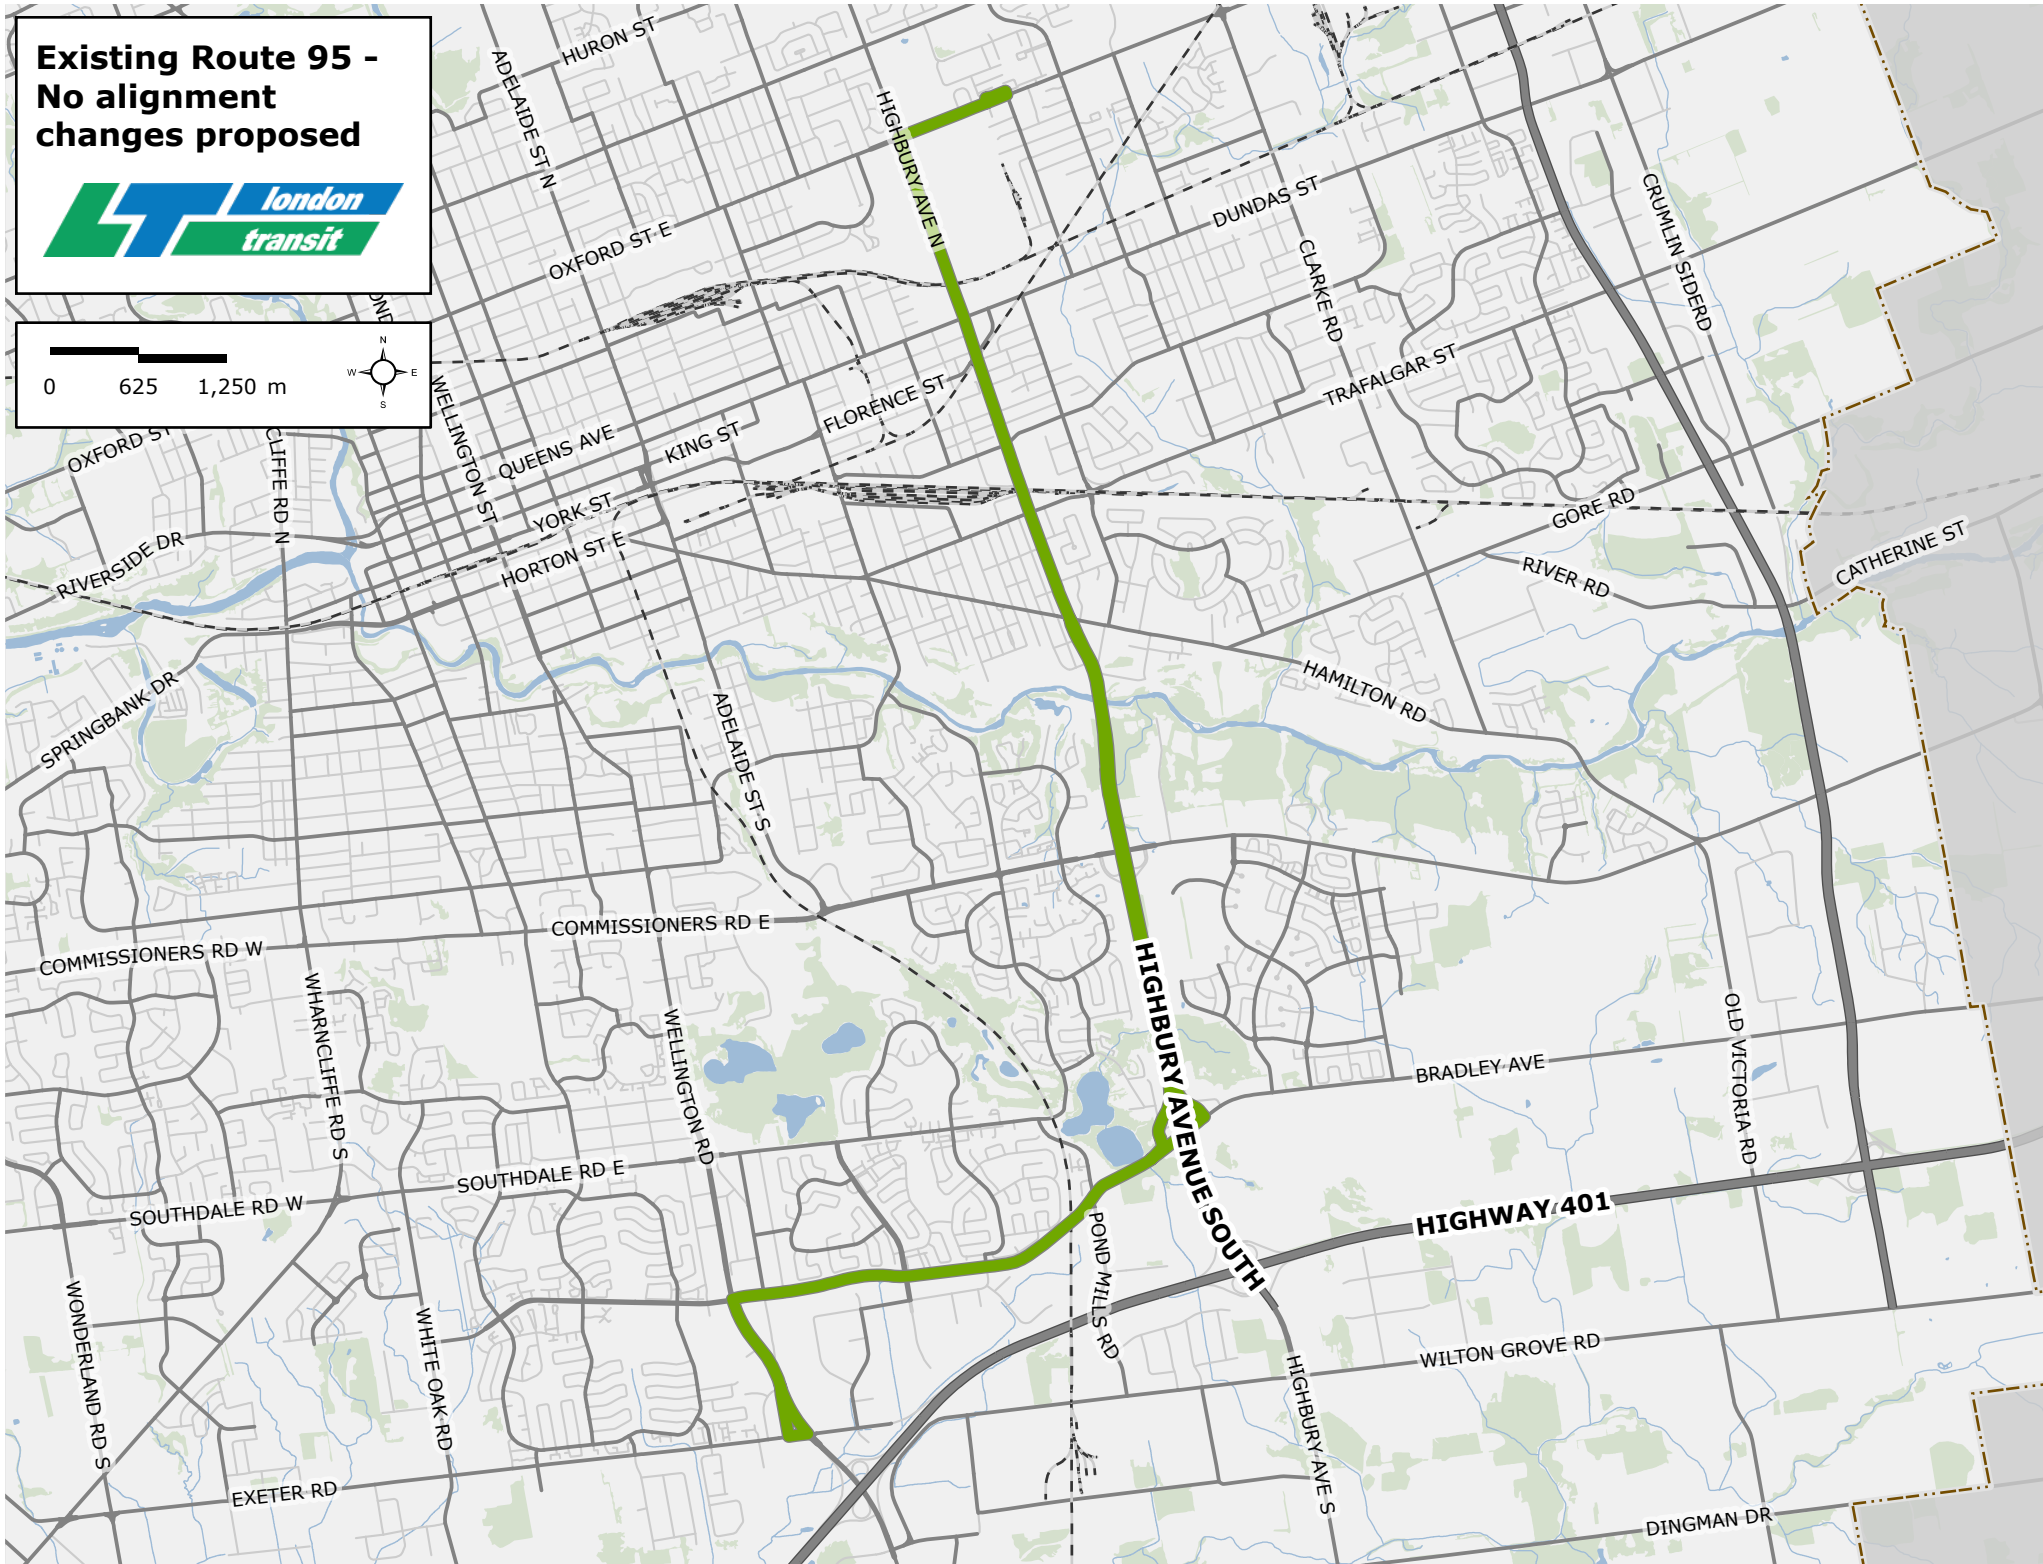 Existing Route 95 -
No alignment
changes proposed
london
transit
0 625 1,250 m
N
W E
S
HURON ST
ADELAIDE ST N
HIGHBURY AVE N
OXFORD ST E
DUNDAS ST
CLARKE RD
CRUMLIN SIDERD
TRAFALGAR ST
FLORENCE ST
KING ST
QUEENS AVE
WELLINGTON ST
YORK ST
HORTON ST E
OXFORD ST
CLIFFE RD N
OND
RIVERSIDE DR
GORE RD
RIVER RD
CATHERINE ST
SPRINGBANK DR
ADELAIDE ST S
HAMILTON RD
COMMISSIONERS RD E
COMMISSIONERS RD W
WHARNCLIFFE RD S
WELLINGTON RD
HIGHBURY AVENUE SOUTH
BRADLEY AVE
OLD VICTORIA RD
SOUTHDALE RD E
SOUTHDALE RD W
HIGHWAY 401
POND MILLS RD
WONDERLAND RD S
WHITE OAK RD
WILTON GROVE RD
HIGHBURY AVE S
EXETER RD
DINGMAN DR